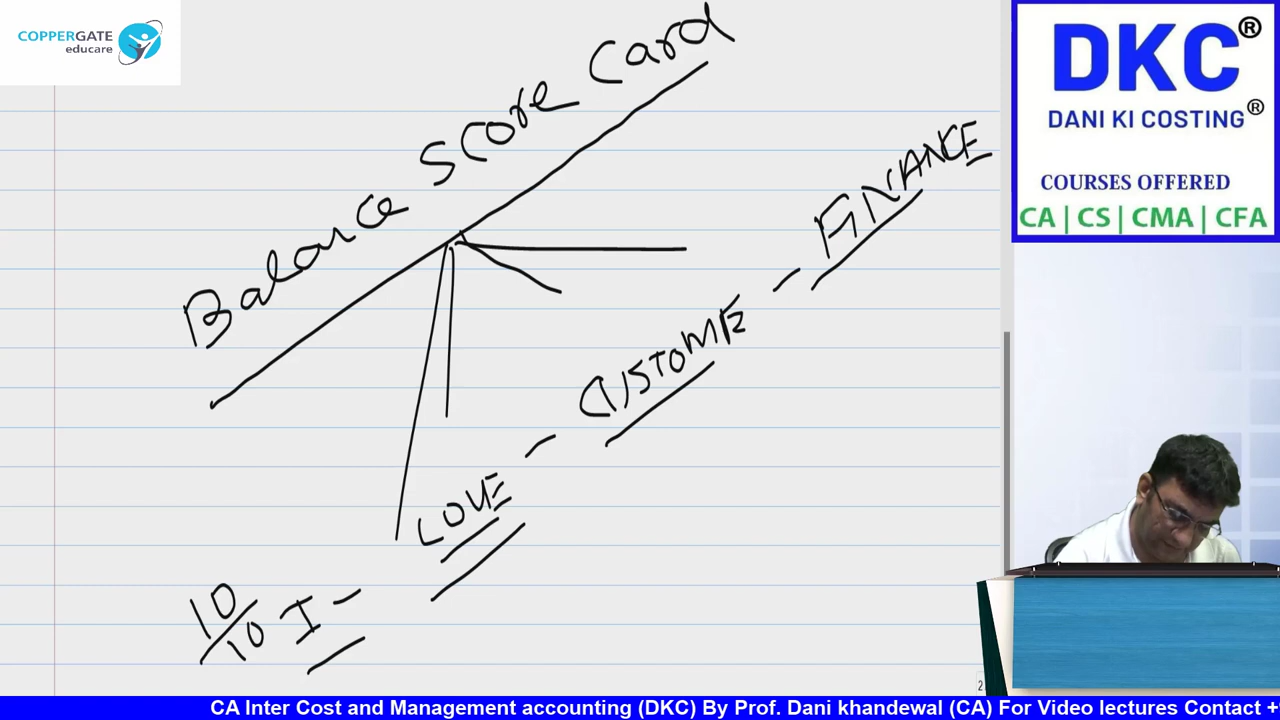 COPPERGATE
educare
Balance Score Card
10/10 I - LOVE - CUSTOME - FINANCE
DKC®
DANI KI COSTING®
COURSES OFFERED
CA | CS | CMA | CFA
2
CA Inter Cost and Management accounting (DKC) By Prof. Dani khandewal (CA) For Video lectures Contact +